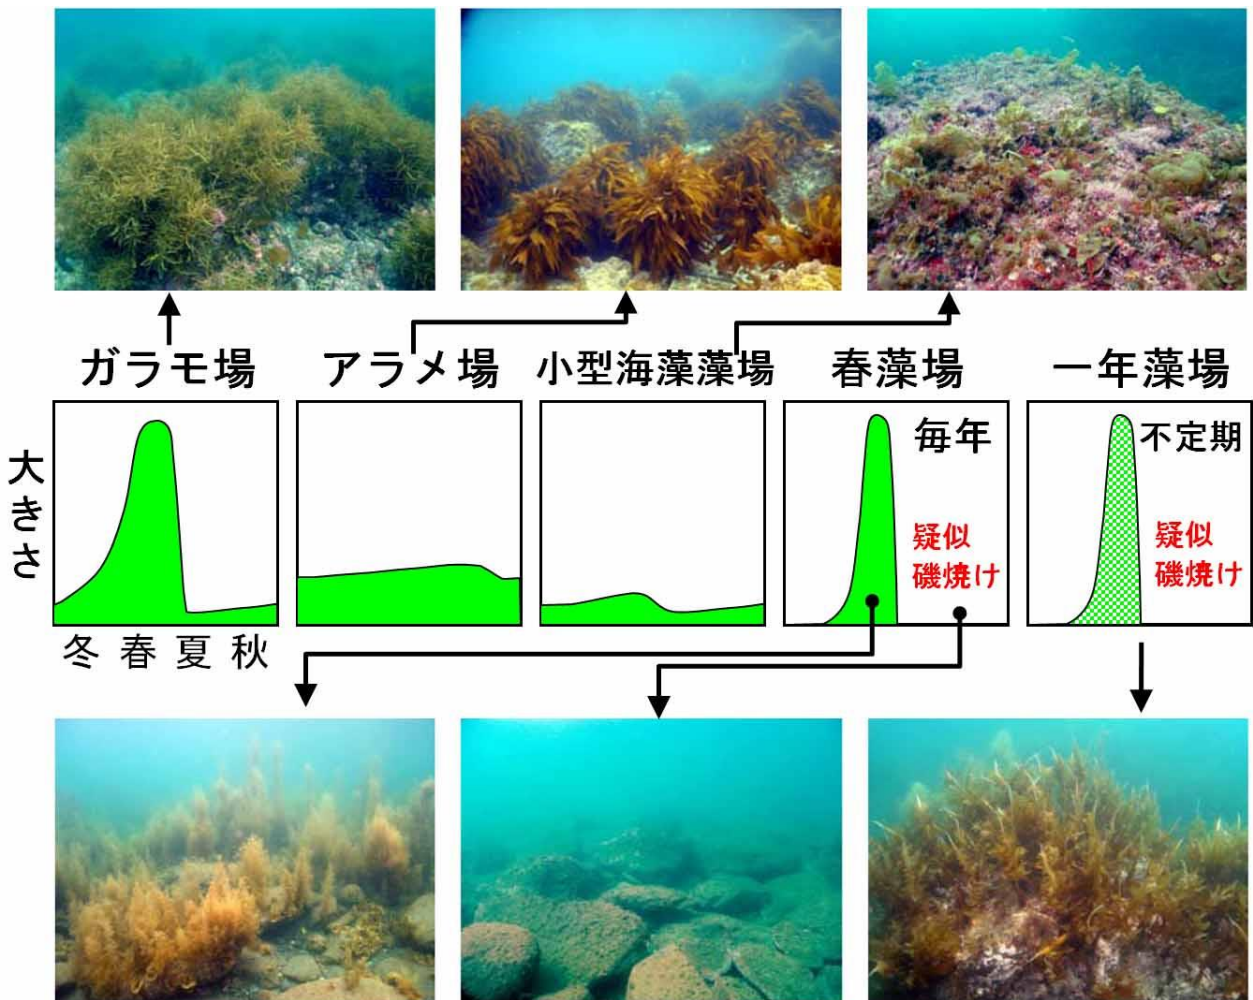 ガラモ場
アラメ場
小型海藻藻場
春藻場
一年藻場
大きさ
毎年
不定期
疑似
磯焼け
疑似
磯焼け
冬 春 夏 秋